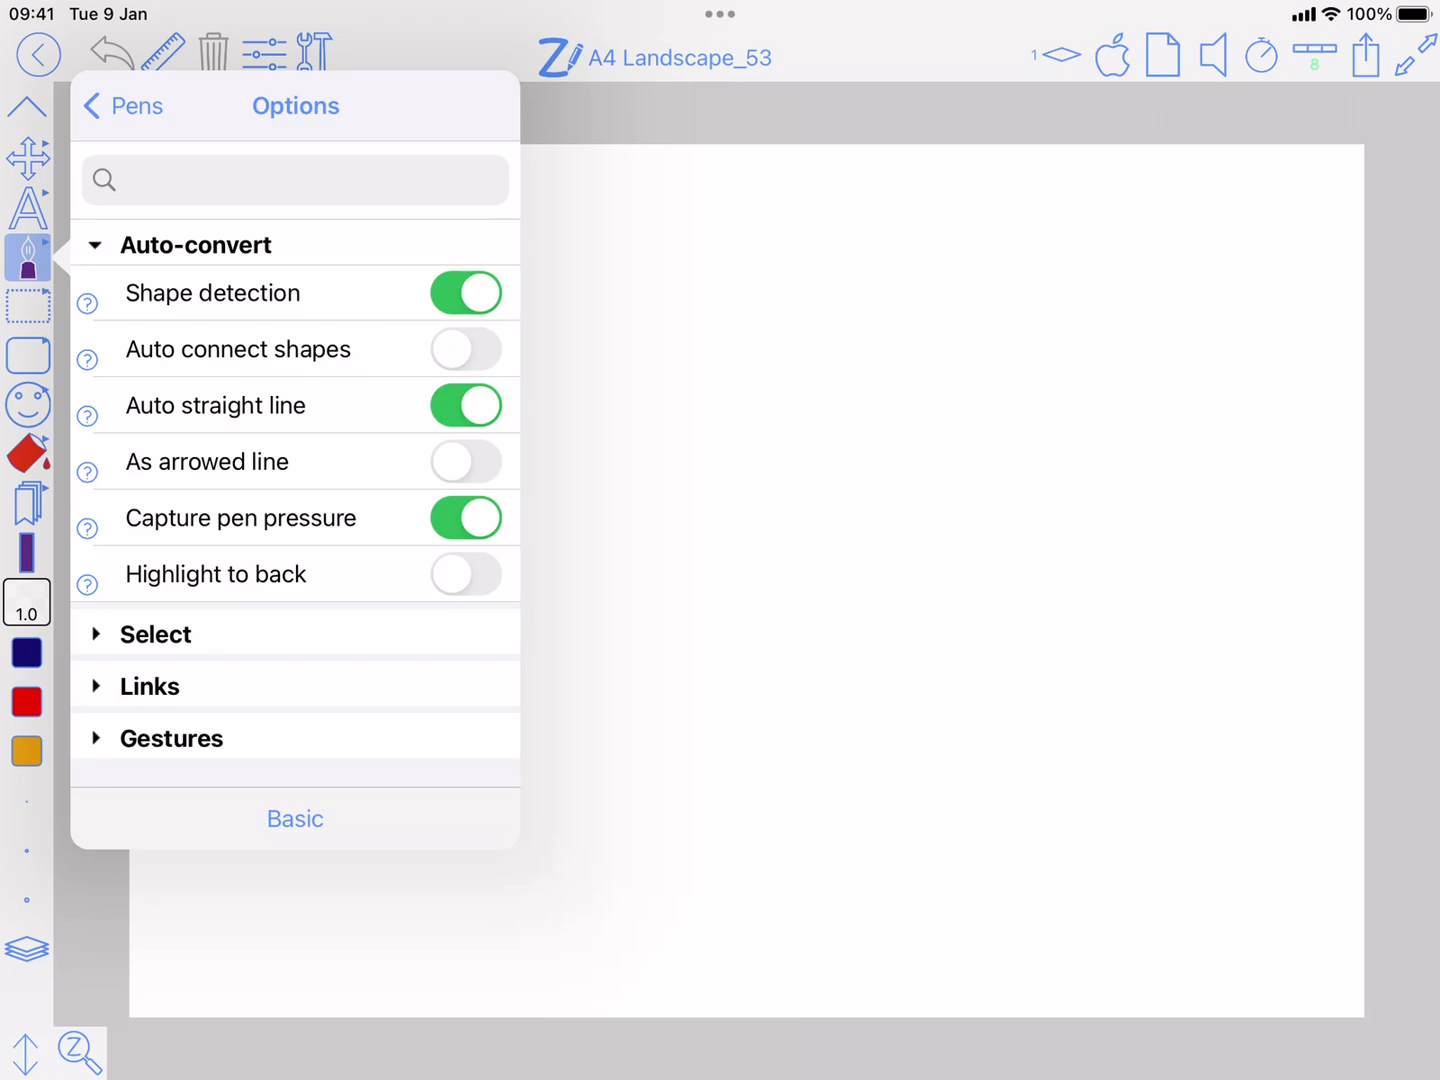 09:41 Tue 9 Jan
100%
A4 Landscape_53
1
8
Pens
Options
Auto-convert
Shape detection
Auto connect shapes
Auto straight line
As arrowed line
Capture pen pressure
Highlight to back
Select
Links
Gestures
Basic
1.0